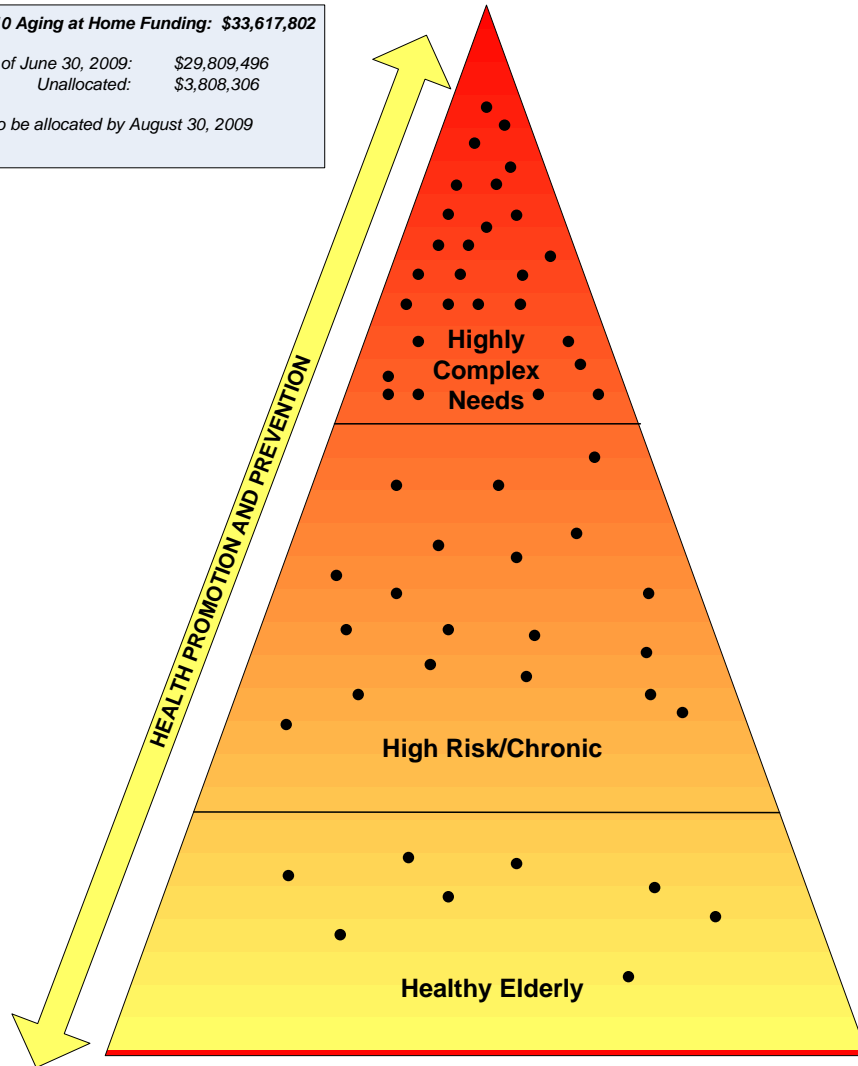 0 Aging at Home Funding: $33,617,802
of June 30, 2009: $29,809,496
Unallocated: $3,808,306
o be allocated by August 30, 2009
HEALTH PROMOTION AND PREVENTION
Highly
Complex
Needs
High Risk/Chronic
Healthy Elderly